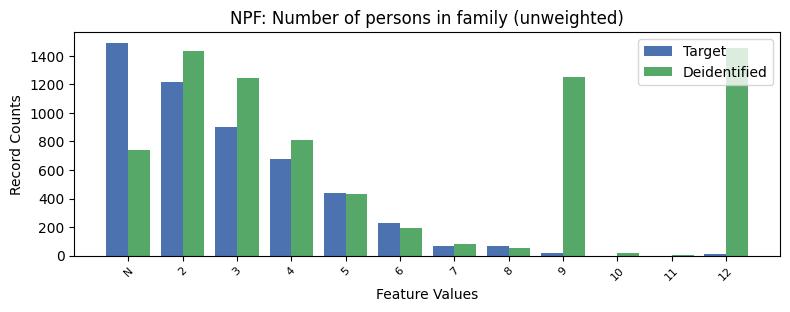 NPF: Number of persons in family (unweighted)
Target
Deidentified
Record Counts
1400
1200
1000
800
600
400
200
0
N 2 3 4 5 6 7 8 9 10 11 12
Feature Values